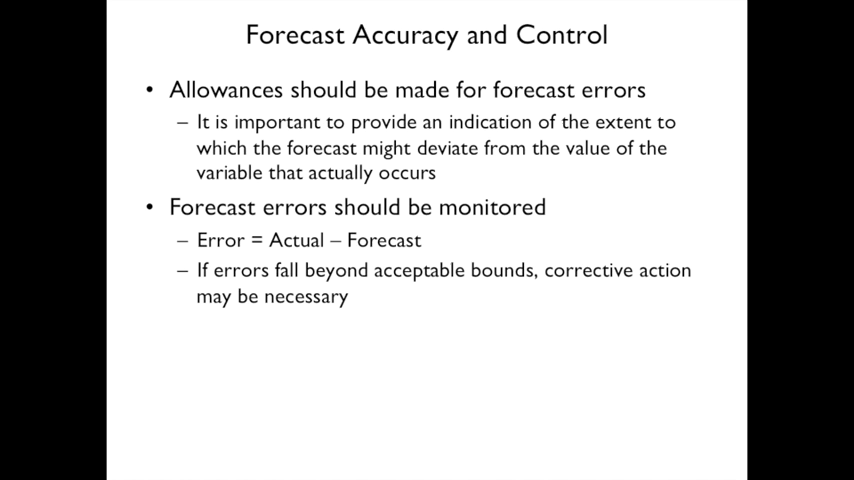 Forecast Accuracy and Control
• Allowances should be made for forecast errors
– It is important to provide an indication of the extent to
which the forecast might deviate from the value of the
variable that actually occurs
• Forecast errors should be monitored
– Error = Actual – Forecast
– If errors fall beyond acceptable bounds, corrective action
may be necessary